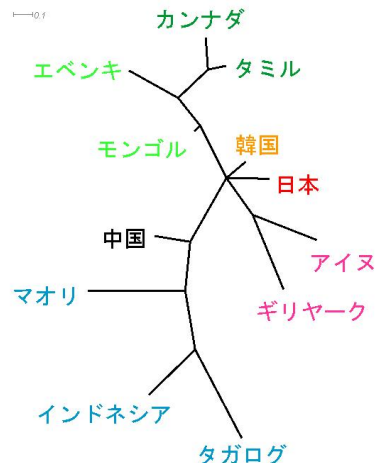 0.1
カンナダ
エベンキ
タミル
モンゴル
韓国
日本
中国
アイヌ
マオリ
ギリヤーク
インドネシア
タガログ